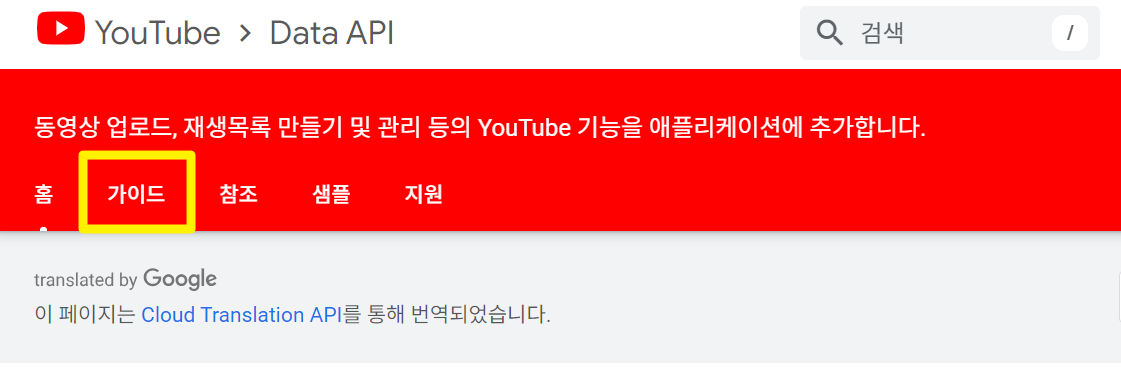 YouTube > Data API
검색
/
동영상 업로드, 재생목록 만들기 및 관리 등의 YouTube 기능을 애플리케이션에 추가합니다.
홈 가이드 참조 샘플 지원
translated by Google
이 페이지는 Cloud Translation API를 통해 번역되었습니다.